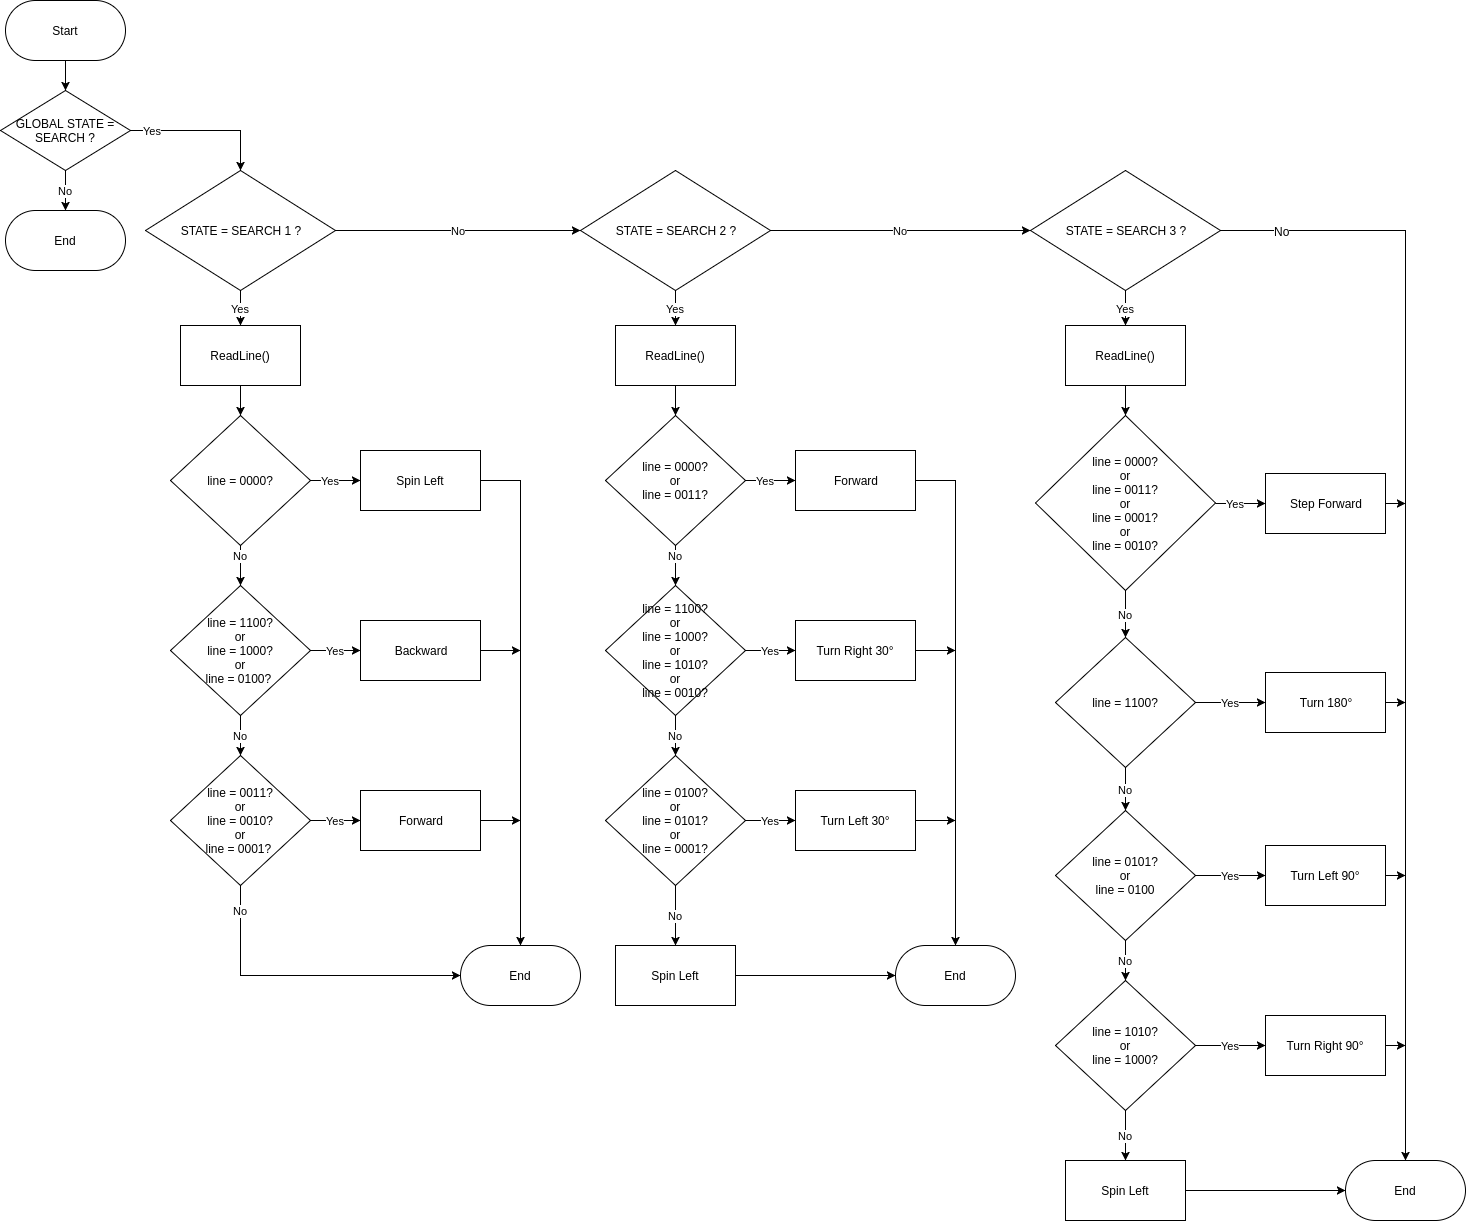 Start
GLOBAL STATE =
SEARCH ?
Yes
No
End
STATE = SEARCH 1 ?
No
STATE = SEARCH 2 ?
No
STATE = SEARCH 3 ?
No
Yes
ReadLine()
line = 0000?
Yes
Spin Left
No
line = 1100?
or
line = 1000?
or
line = 0100?
Yes
Backward
No
line = 0011?
or
line = 0010?
or
line = 0001?
Yes
Forward
No
End
Yes
ReadLine()
line = 0000?
or
line = 0011?
Yes
Forward
No
line = 1100?
or
line = 1000?
or
line = 1010?
or
line = 0010?
Yes
Turn Right 30°
No
line = 0100?
or
line = 0101?
or
line = 0001?
Yes
Turn Left 30°
No
Spin Left
End
Yes
ReadLine()
line = 0000?
or
line = 0011?
or
line = 0001?
or
line = 0010?
Yes
Step Forward
No
line = 1100?
Yes
Turn 180°
No
line = 0101?
or
line = 0100
Yes
Turn Left 90°
No
line = 1010?
or
line = 1000?
Yes
Turn Right 90°
No
Spin Left
End